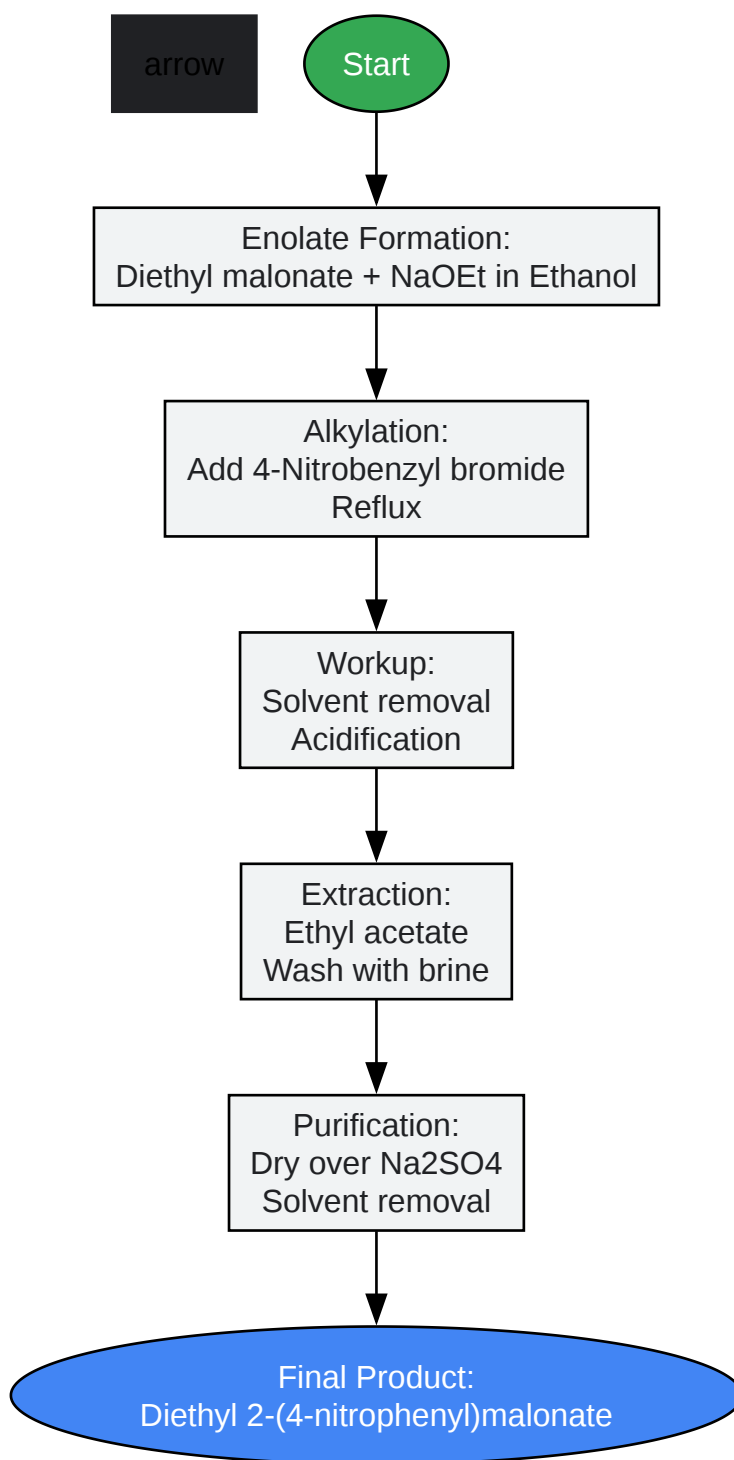 arrow
Start
Enolate Formation:
Diethyl malonate + NaOEt in Ethanol
Alkylation:
Add 4-Nitrobenzyl bromide
Reflux
Workup:
Solvent removal
Acidification
Extraction:
Ethyl acetate
Wash with brine
Purification:
Dry over Na2SO4
Solvent removal
Final Product:
Diethyl 2-(4-nitrophenyl)malonate